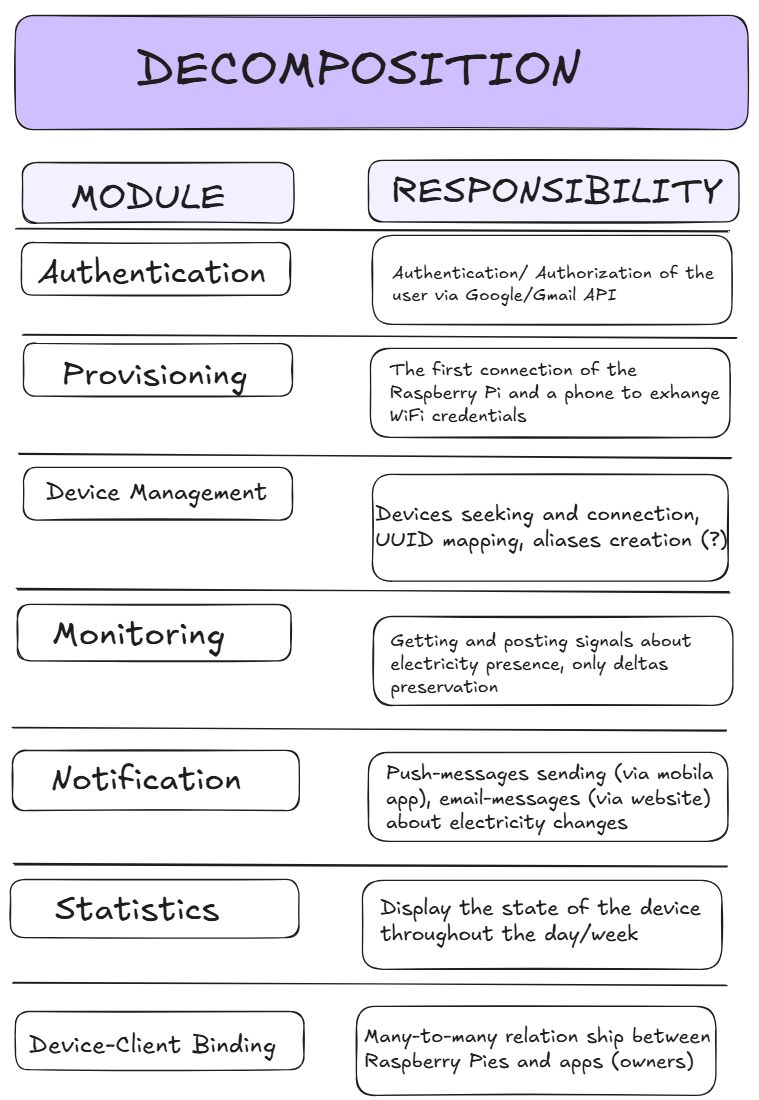 DECOMPOSITION
MODULE
RESPONSIBILITY
Authentication
Authentication/ Authorization of the
user via Google/Gmail API
Provisioning
The first connection of the
Raspberry Pi and a phone to exhange
WiFi credentials
Device Management
Devices seeking and connection,
UUID mapping, aliases creation (?)
Monitoring
Getting and posting signals about
electricity presence, only deltas
preservation
Notification
Push-messages sending (via mobila
app), email-messages (via website)
about electricity changes
Statistics
Display the state of the device
throughout the day/week
Device-Client Binding
Many-to-many relation ship between
Raspberry Pies and apps (owners)